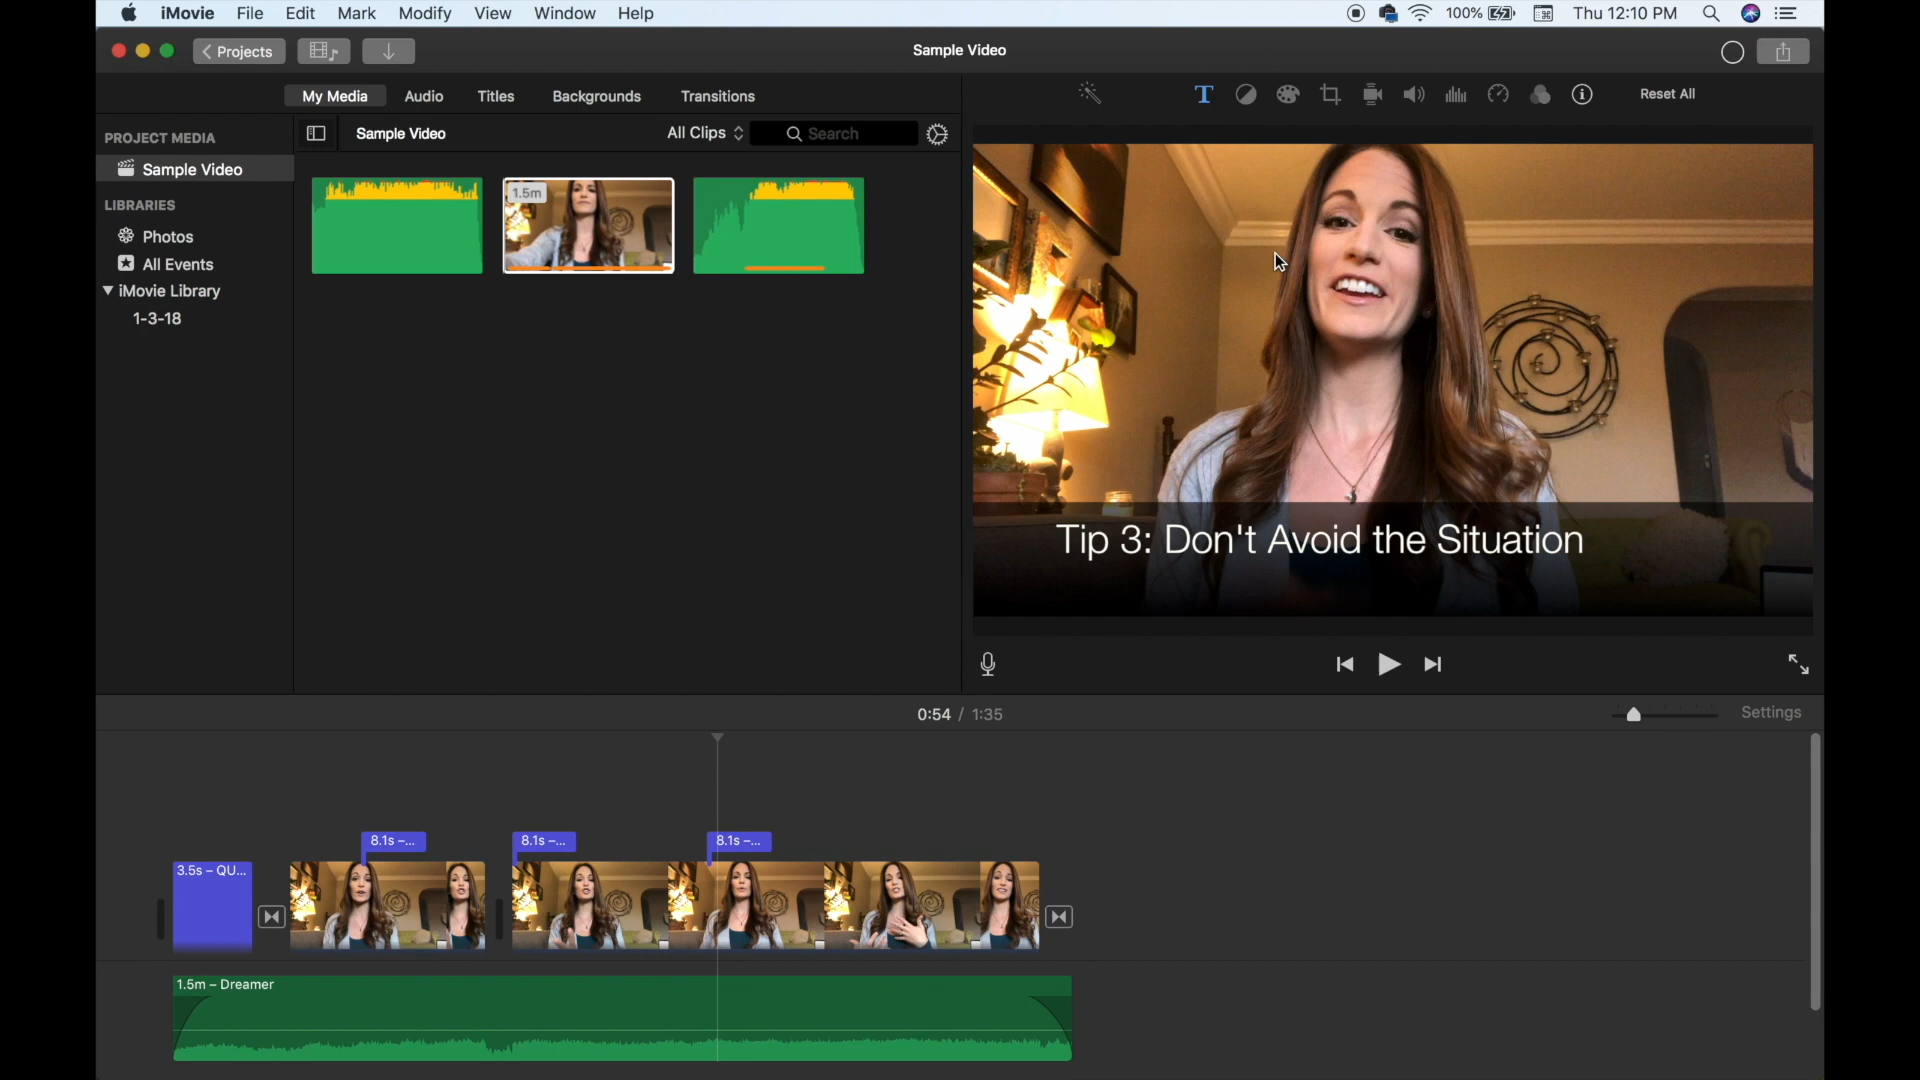 iMovie File Edit Mark Modify View Window Help 100% Thu 12:10 PM
Projects Sample Video
My Media Audio Titles Backgrounds Transitions Reset All
PROJECT MEDIA Sample Video All Clips Search
Sample Video
LIBRARIES
Photos
All Events
iMovie Library
1-3-18
1.5m
Tip 3: Don't Avoid the Situation
0:54 / 1:35 Settings
8.1s –... 8.1s –... 8.1s –...
3.5s – QU...
1.5m – Dreamer